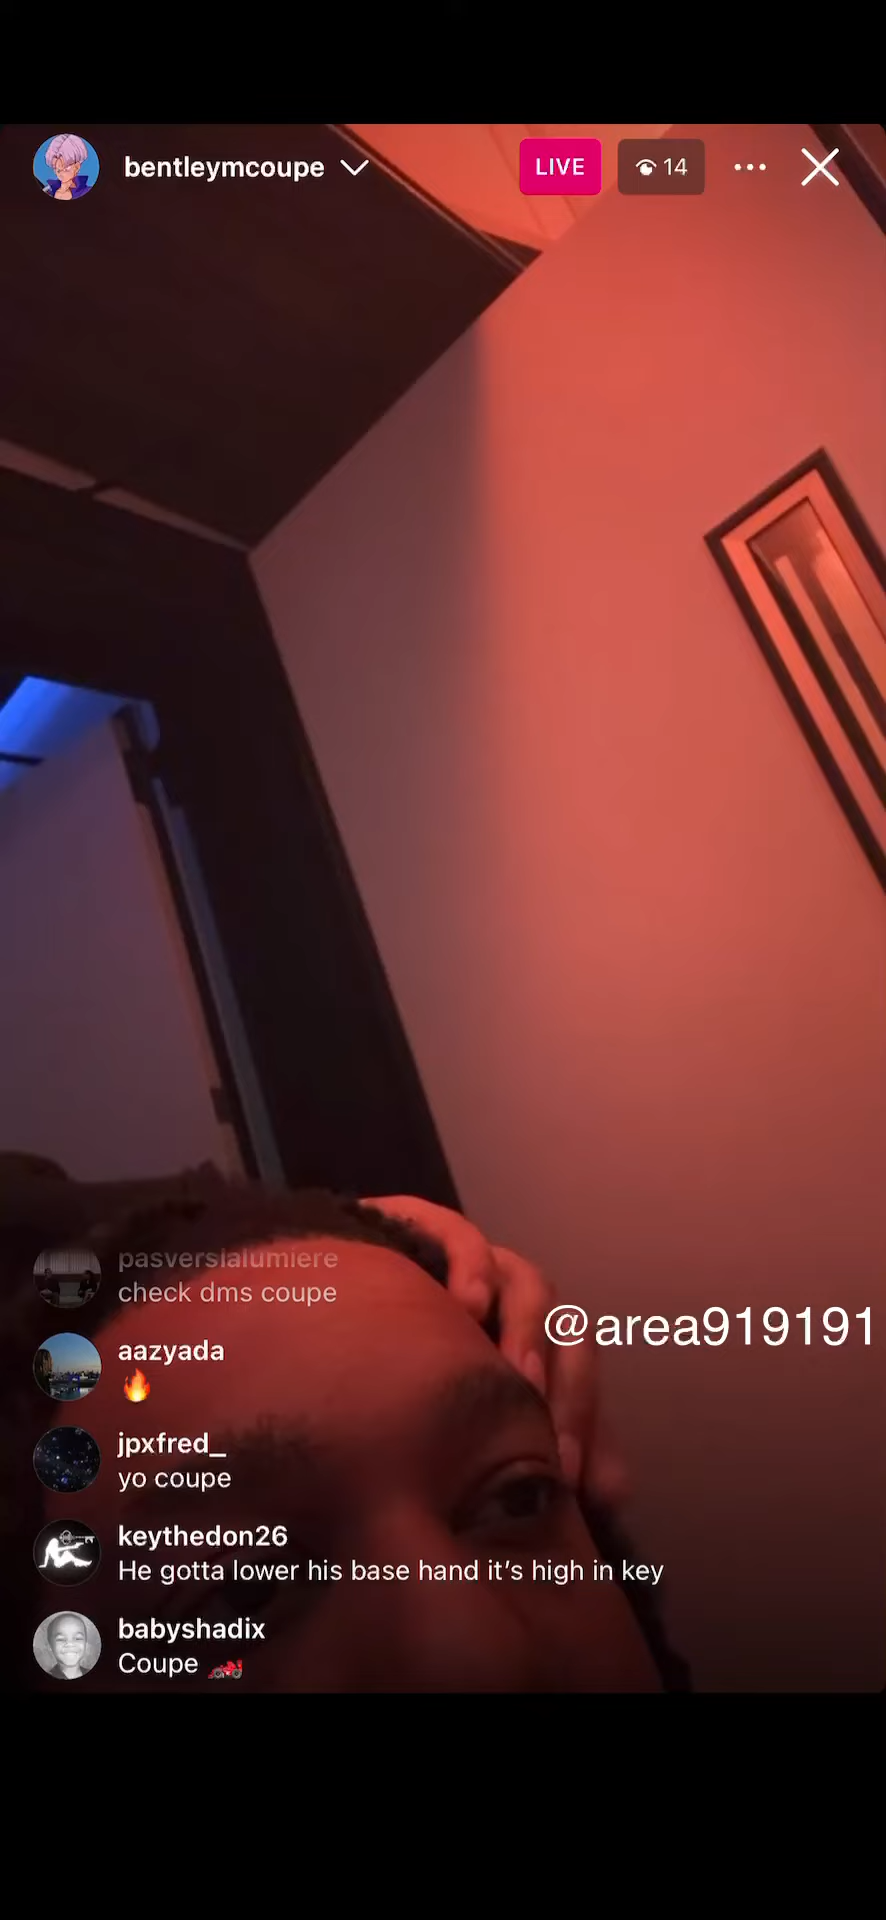 bentleymcoupe
LIVE
14
pasverslalumiere
check dms coupe
@area919191
aazyada
🔥
jpxfred_
yo coupe
keythedon26
He gotta lower his base hand it’s high in key
babyshadix
Coupe 🏎️